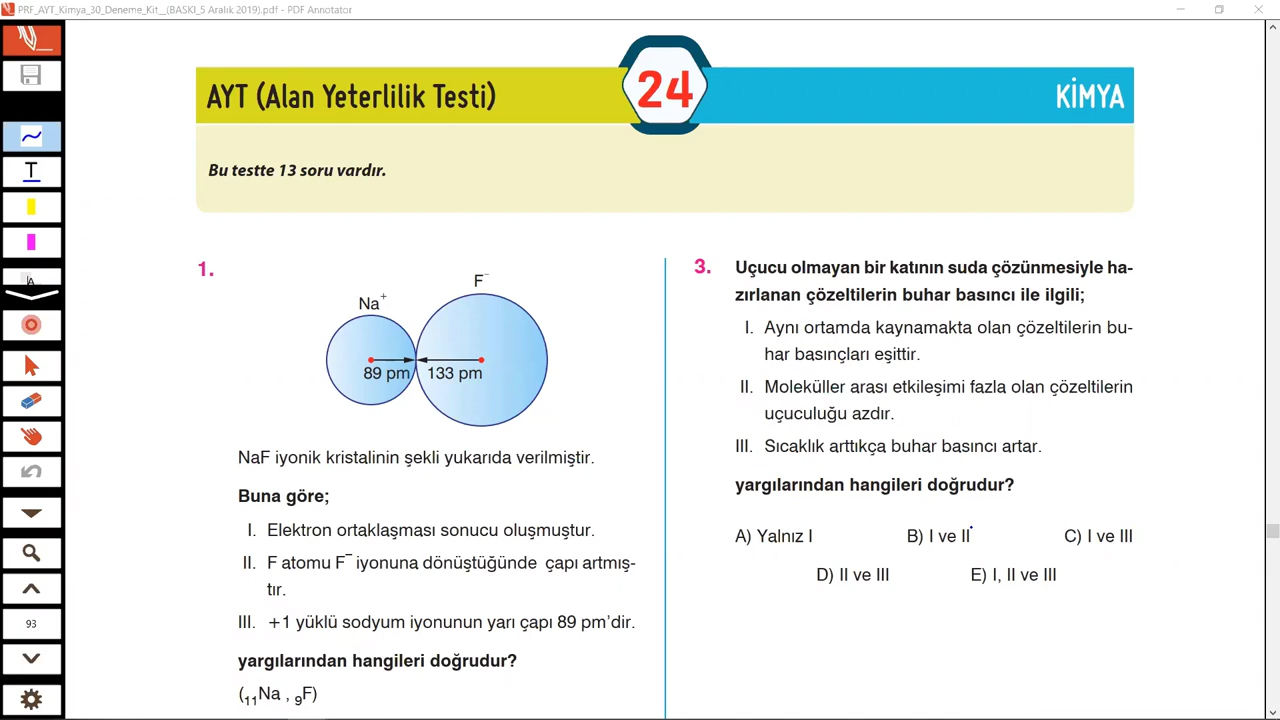 PRF_AYT_Kimya_30_Deneme_Kit__(BASKI_5 Aralık 2019).pdf - PDF Annotator
AYT (Alan Yeterlilik Testi)
24
KİMYA
Bu testte 13 soru vardır.
1.
Na+
F−
89 pm
133 pm
NaF iyonik kristalinin şekli yukarıda verilmiştir.
Buna göre;
I. Elektron ortaklaşması sonucu oluşmuştur.
II. F atomu F− iyonuna dönüştüğünde çapı artmış-
tır.
III. +1 yüklü sodyum iyonunun yarı çapı 89 pm’dir.
yargılarından hangileri doğrudur?
(11Na , 9F)
3. Uçucu olmayan bir katının suda çözünmesiyle ha-
zırlanan çözeltilerin buhar basıncı ile ilgili;
I. Aynı ortamda kaynamakta olan çözeltilerin bu-
har basınçları eşittir.
II. Moleküller arası etkileşimi fazla olan çözeltilerin
uçuculuğu azdır.
III. Sıcaklık arttıkça buhar basıncı artar.
yargılarından hangileri doğrudur?
A) Yalnız I B) I ve II C) I ve III
D) II ve III E) I, II ve III
T
A
93